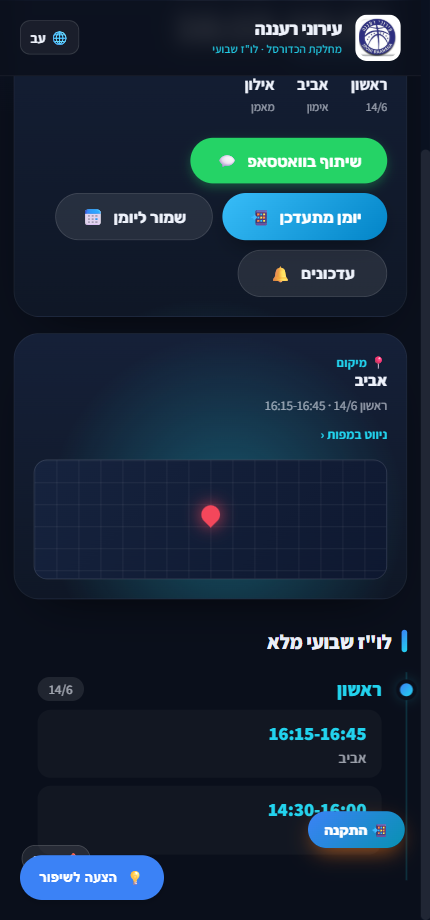 עירוני רעננה
מחלקת הכדורסל · לו"ז שבועי
עב
ראשון אביב אילון
14/6 אימון מאמן
שיתוף בוואטסאפ
יומן מתעדכן
שמור ליומן
עדכונים
מיקום
אביב
ראשון 14/6 · 16:15-16:45
ניווט במפות ‹
לו"ז שבועי מלא
ראשון
14/6
16:15-16:45
אביב
14:30-16:00
התקנה
הצעה לשיפור